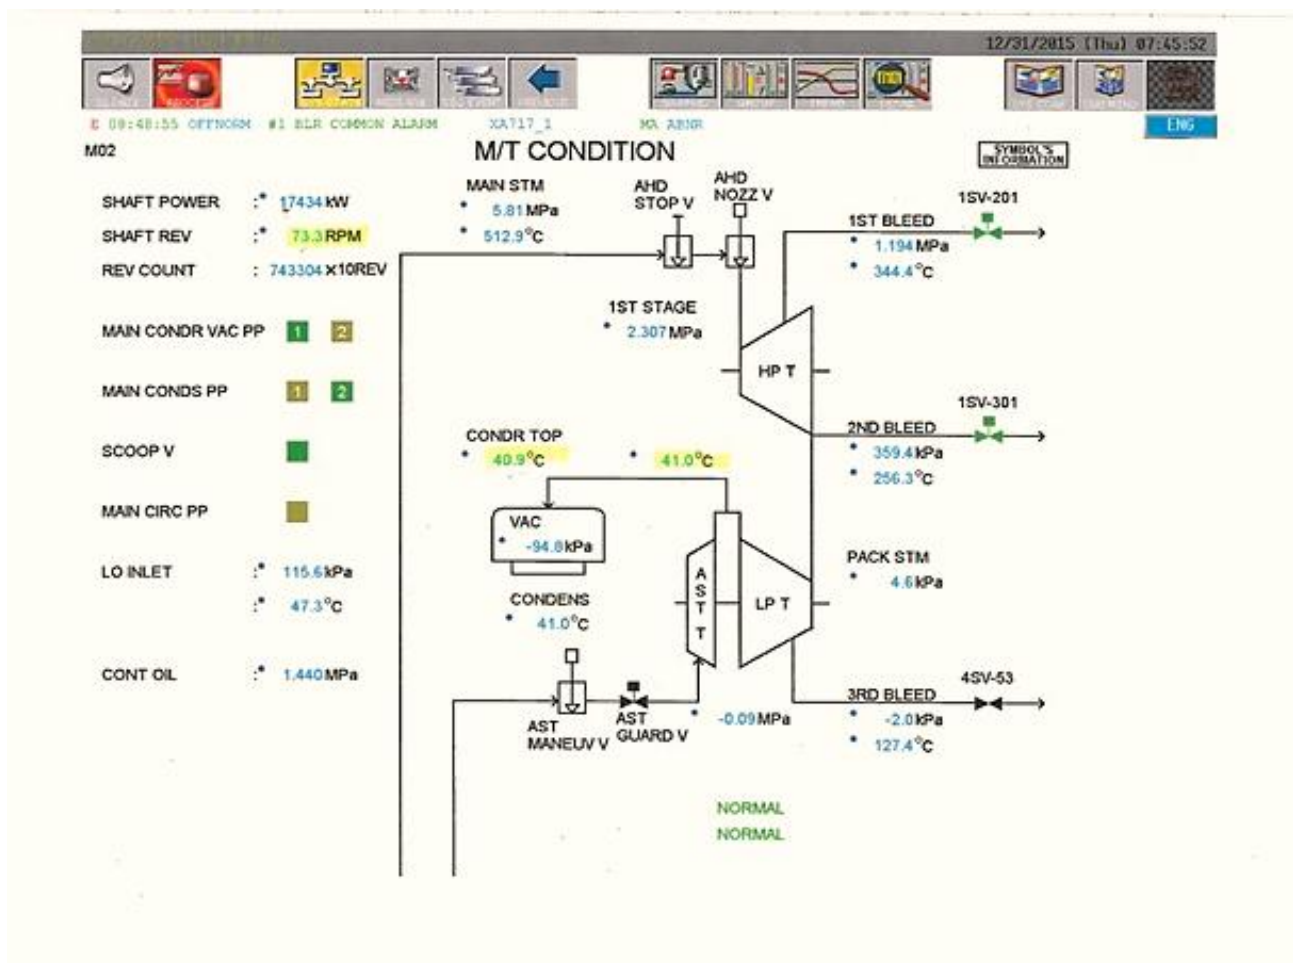 12/31/2015 (Thu) 07:45:52
E 09:48:55 OFFNORM #1 BLR COMMON ALARM XA717_1 MA ABNR
ENG
M02
M/T CONDITION
SYMBOL'S
INFORMATION
SHAFT POWER :* 17434 kW
SHAFT REV :* 73.3 RPM
REV COUNT : 743304 ×10REV
MAIN CONDR VAC PP 1 2
MAIN CONDS PP 1 2
SCOOP V
MAIN CIRC PP
LO INLET :* 115.6 kPa
:* 47.3 °C
CONT OIL :* 1.440 MPa
MAIN STM
* 5.81 MPa
* 512.9 °C
AHD
STOP V
AHD
NOZZ V
1ST STAGE
* 2.307 MPa
HP T
1ST BLEED
* 1.194 MPa
* 344.4 °C
1SV-201
2ND BLEED
* 359.4 kPa
* 256.3 °C
1SV-301
CONDR TOP
* 40.9 °C
* 41.0 °C
VAC
* -94.8 kPa
CONDENS
* 41.0 °C
AST T
LP T
PACK STM
* 4.6 kPa
AST
MANEUV V
AST
GUARD V
* -0.09 MPa
3RD BLEED
* -2.0 kPa
* 127.4 °C
4SV-53
NORMAL
NORMAL